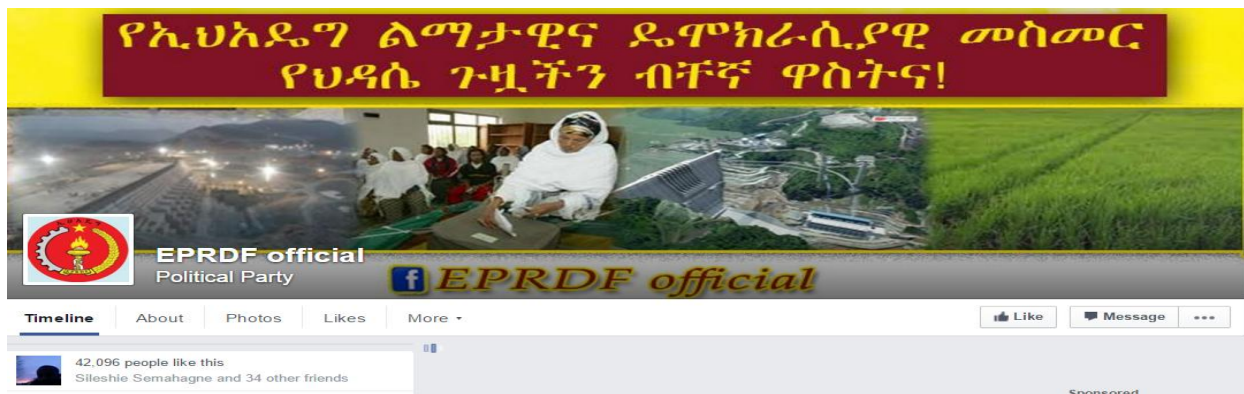 የኢህአዴግ ልማታዊና ዴሞክራሲያዊ መስመር
የህዳሴ ጉዟችን ብቸኛ ዋስትና!
EPRDF official
Political Party
f EPRDF official
Timeline About Photos Likes More
Like Message
42,096 people like this
Sileshie Semahagne and 34 other friends
Sponsored